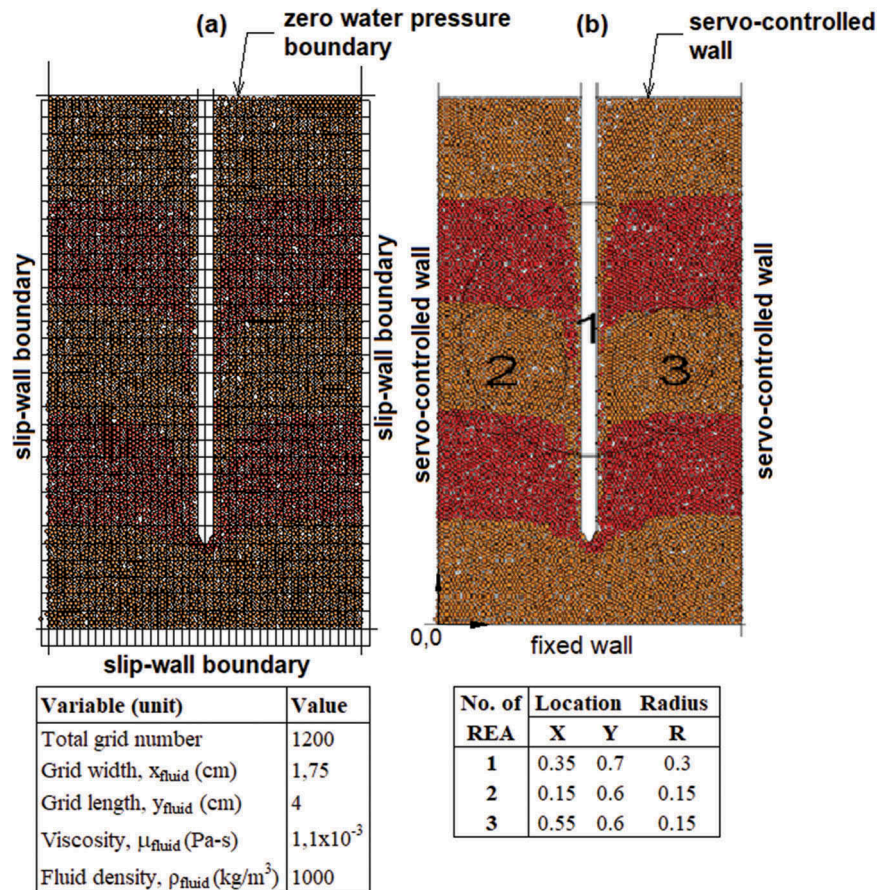 (a)
zero water pressure
boundary
(b)
servo-controlled
wall
slip-wall boundary
slip-wall boundary
servo-controlled wall
servo-controlled wall
1
2
3
0,0
fixed wall
slip-wall boundary
Variable (unit) Value
Total grid number 1200
Grid width, xfluid (cm) 1,75
Grid length, yfluid (cm) 4
Viscosity, μfluid (Pa-s) 1,1x10-3
Fluid density, ρfluid (kg/m3) 1000
No. of Location Radius
REA X Y R
1 0.35 0.7 0.3
2 0.15 0.6 0.15
3 0.55 0.6 0.15